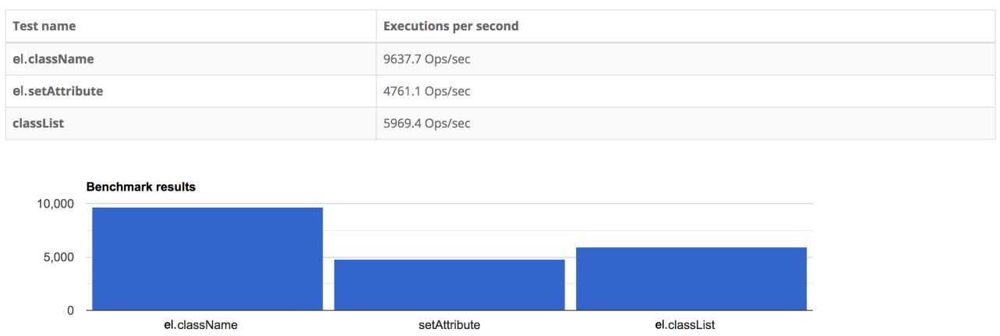 Test name Executions per second
el.className 9637.7 Ops/sec
el.setAttribute 4761.1 Ops/sec
classList 5969.4 Ops/sec
Benchmark results
10,000
5,000
0
el.className setAttribute el.classList